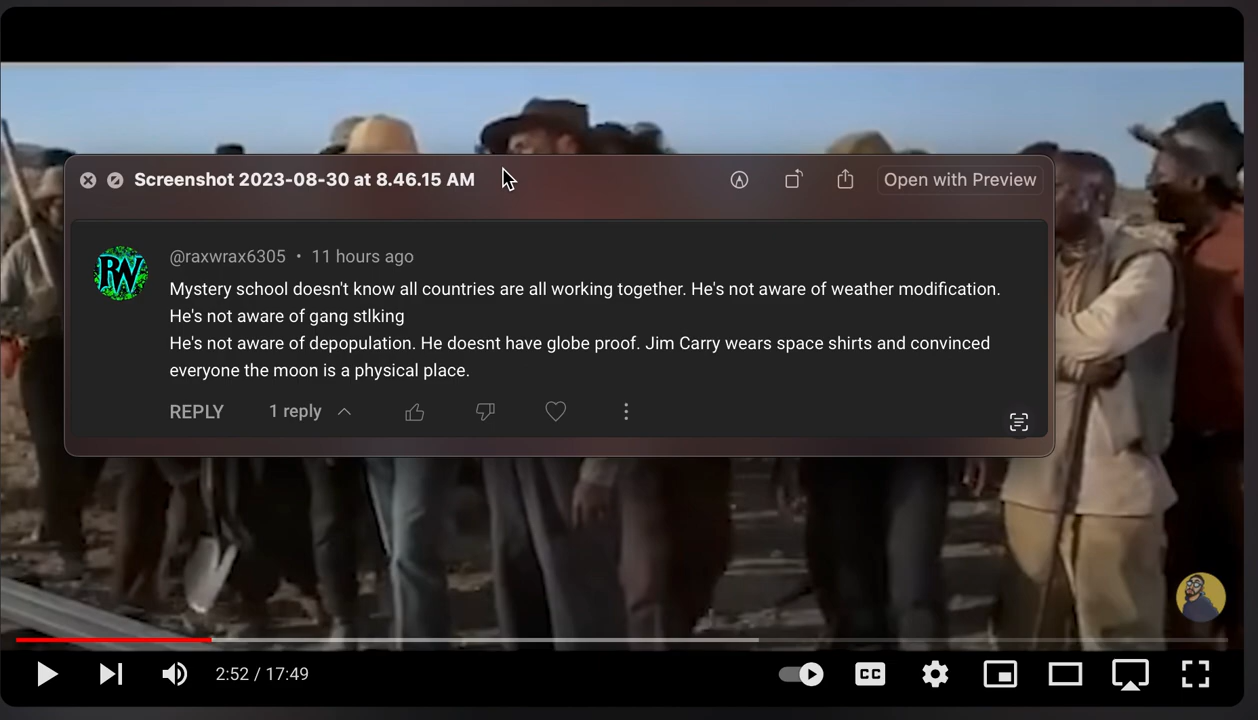 Screenshot 2023-08-30 at 8.46.15 AM
Open with Preview
RW
@raxwrax6305 • 11 hours ago
Mystery school doesn't know all countries are all working together. He's not aware of weather modification.
He's not aware of gang stlking
He's not aware of depopulation. He doesnt have globe proof. Jim Carry wears space shirts and convinced
everyone the moon is a physical place.
REPLY 1 reply
2:52 / 17:49
CC